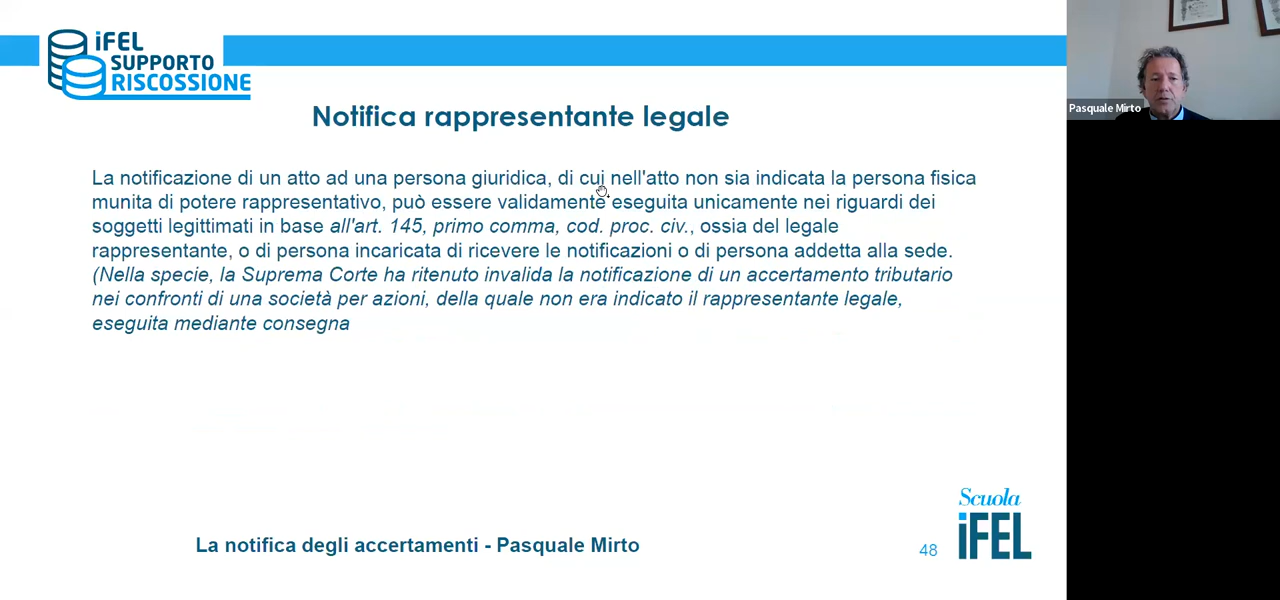 iFEL
SUPPORTO
RISCOSSIONE
Notifica rappresentante legale
La notificazione di un atto ad una persona giuridica, di cui nell'atto non sia indicata la persona fisica
munita di potere rappresentativo, può essere validamente eseguita unicamente nei riguardi dei
soggetti legittimati in base all'art. 145, primo comma, cod. proc. civ., ossia del legale
rappresentante, o di persona incaricata di ricevere le notificazioni o di persona addetta alla sede.
(Nella specie, la Suprema Corte ha ritenuto invalida la notificazione di un accertamento tributario
nei confronti di una società per azioni, della quale non era indicato il rappresentante legale,
eseguita mediante consegna
La notifica degli accertamenti - Pasquale Mirto
48
Scuola
iFEL
Pasquale Mirto